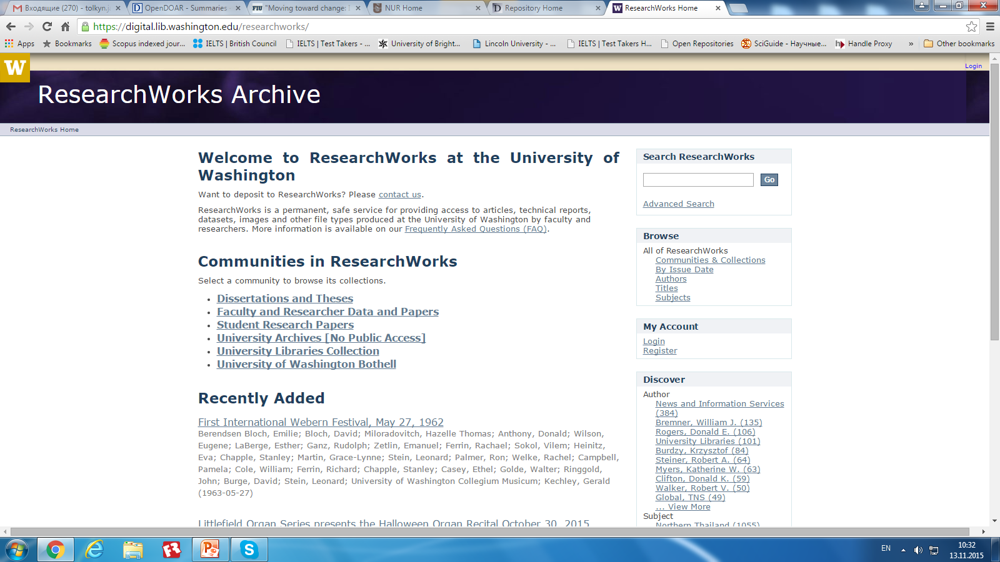 Входящие (270) - tolkyn.j
OpenDOAR - Summaries
"Moving toward change: I
NUR Home
Repository Home
ResearchWorks Home
https://digital.lib.washington.edu/researchworks/
Apps
Bookmarks
Scopus indexed jour...
IELTS | British Council
IELTS | Test Takers - ...
University of Bright...
Lincoln University - ...
IELTS | Test Takers H...
Open Repositories
SciGuide - Научные...
Handle Proxy
»
Other bookmarks
W
Login
ResearchWorks Archive
ResearchWorks Home
Welcome to ResearchWorks at the University of
Washington
Want to deposit to ResearchWorks? Please contact us.
ResearchWorks is a permanent, safe service for providing access to articles, technical reports,
datasets, images and other file types produced at the University of Washington by faculty and
researchers. More information is available on our Frequently Asked Questions (FAQ).
Communities in ResearchWorks
Select a community to browse its collections.
Dissertations and Theses
Faculty and Researcher Data and Papers
Student Research Papers
University Archives [No Public Access]
University Libraries Collection
University of Washington Bothell
Recently Added
First International Webern Festival, May 27, 1962
Berendsen Bloch, Emilie; Bloch, David; Miloradovitch, Hazelle Thomas; Anthony, Donald; Wilson,
Eugene; LaBerge, Esther; Ganz, Rudolph; Zetlin, Emanuel; Ferrin, Rachael; Sokol, Vilem; Heinitz,
Eva; Chapple, Stanley; Martin, Grace-Lynne; Stein, Leonard; Palmer, Ron; Welke, Rachel; Campbell,
Pamela; Cole, William; Ferrin, Richard; Chapple, Stanley; Casey, Ethel; Golde, Walter; Ringgold,
John; Burge, David; Stein, Leonard; University of Washington Collegium Musicum; Kechley, Gerald
(1963-05-27)
Littlefield Organ Series presents the Halloween Organ Recital October 30, 2015
Search ResearchWorks
Go
Advanced Search
Browse
All of ResearchWorks
Communities & Collections
By Issue Date
Authors
Titles
Subjects
My Account
Login
Register
Discover
Author
News and Information Services
(384)
Bremner, William J. (135)
Rogers, Donald E. (106)
University Libraries (101)
Burdzy, Krzysztof (84)
Steiner, Robert A. (64)
Myers, Katherine W. (63)
Clifton, Donald K. (59)
Walker, Robert V. (50)
Global, TNS (49)
... View More
Subject
Northern Thailand (1055)
EN
10:32
13.11.2015